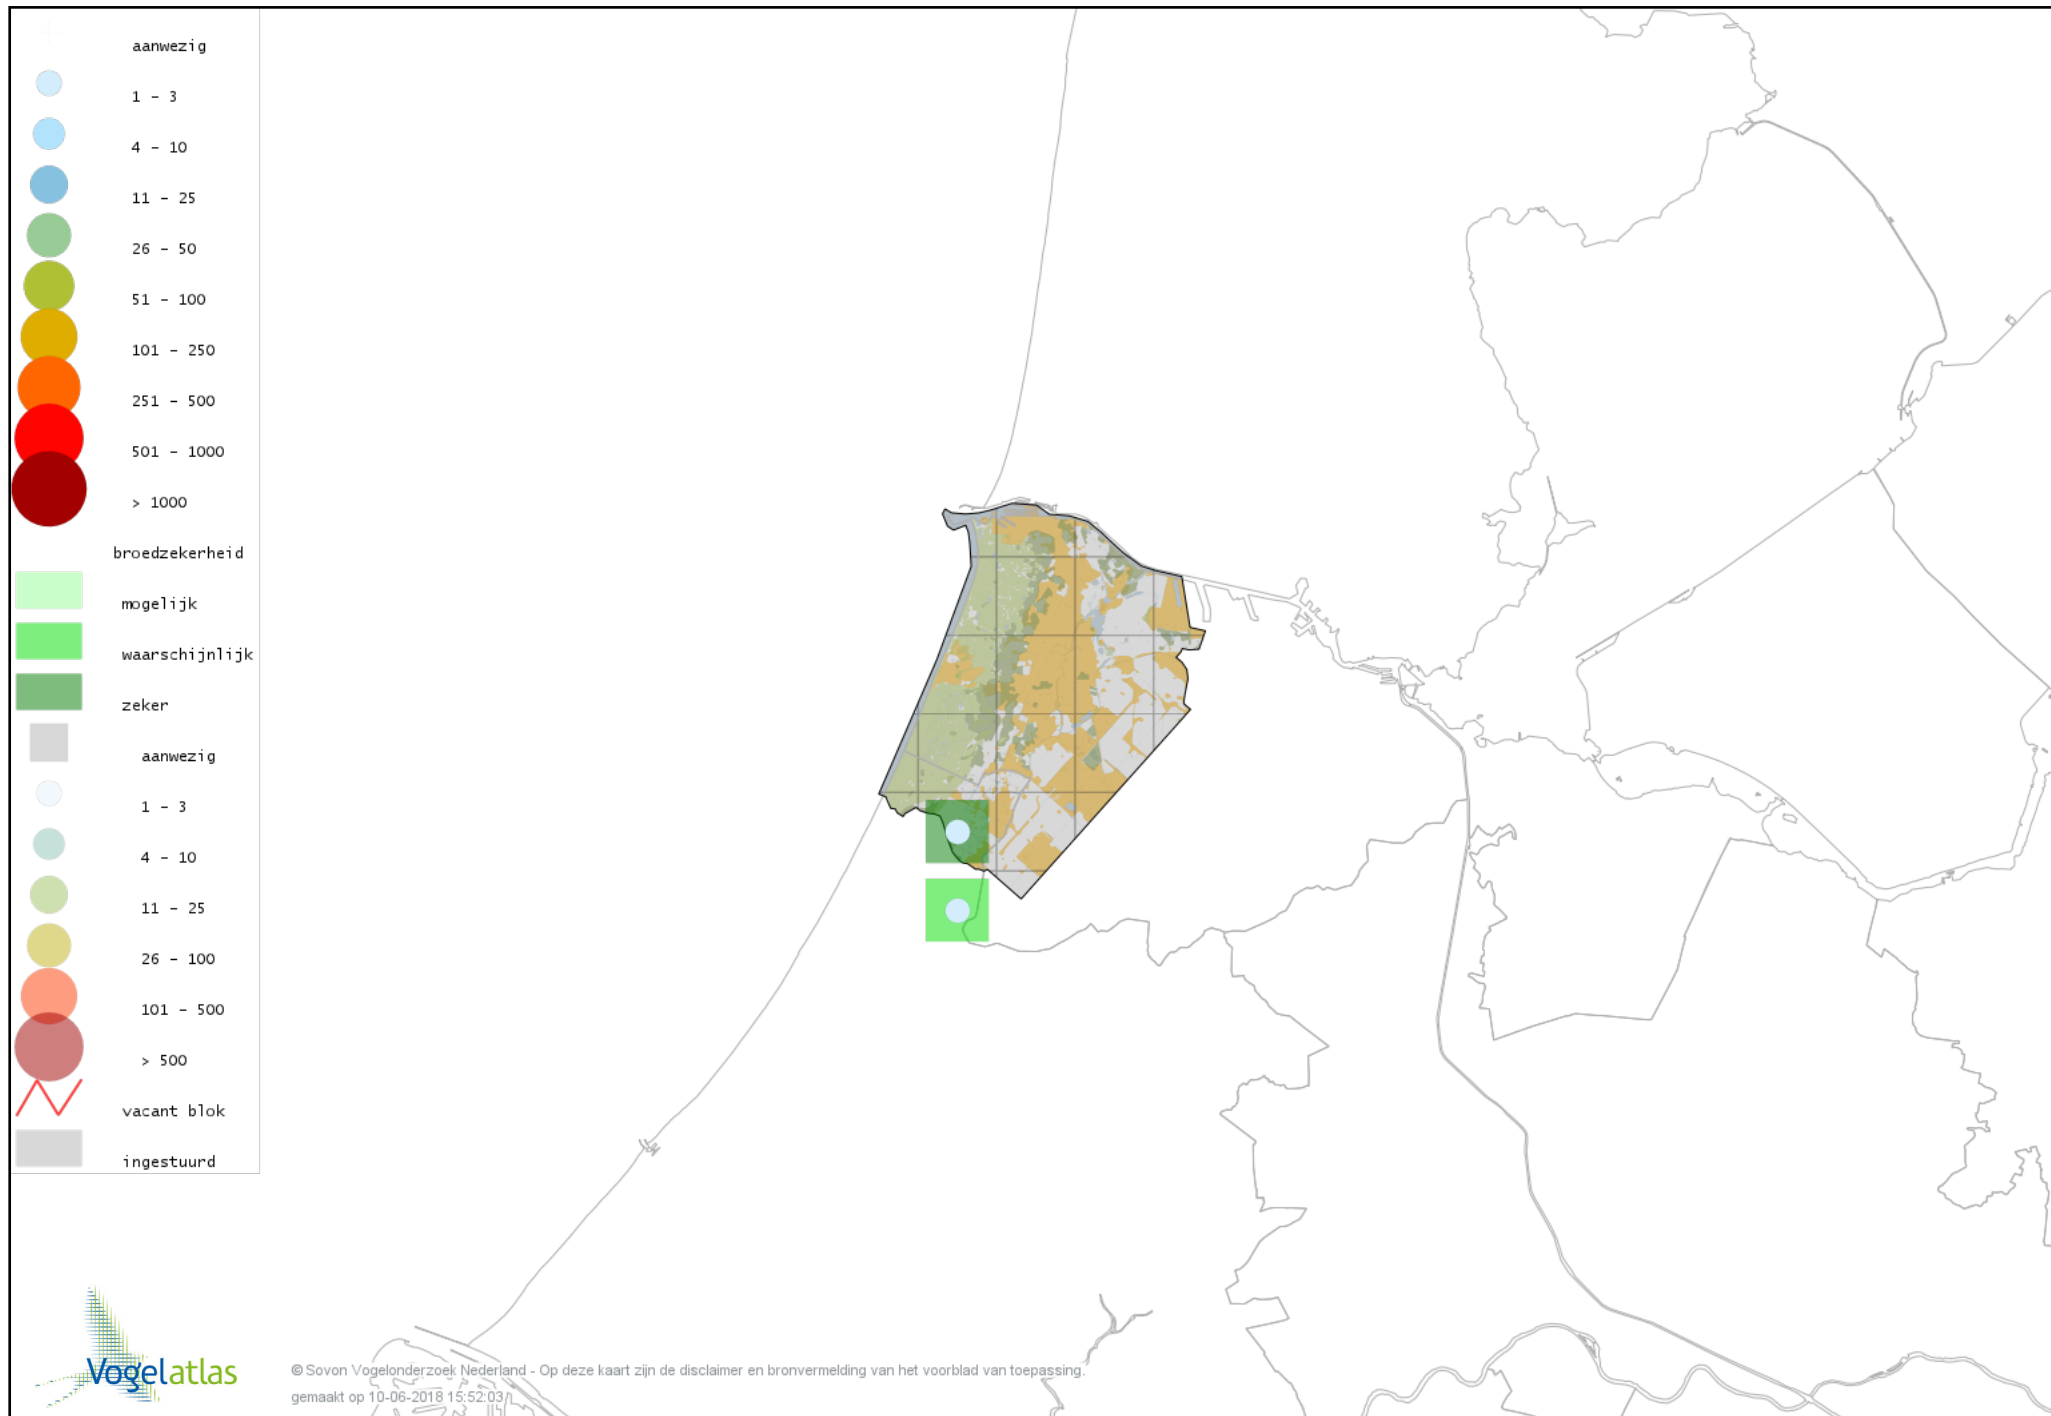 aanwezig
1 - 3
4 - 10
11 - 25
26 - 50
51 - 100
101 - 250
251 - 500
501 - 1000
> 1000
broedzekerheid
mogelijk
waarschijnlijk
zeker
aanwezig
1 - 3
4 - 10
11 - 25
26 - 100
101 - 500
> 500
vacant blok
ingestuurd
Vogelatlas
© Sovon Vogelonderzoek Nederland - Op deze kaart zijn de disclaimer en bronvermelding van het voorblad van toepassing.
gemaakt op 10-06-2018 15:52:03